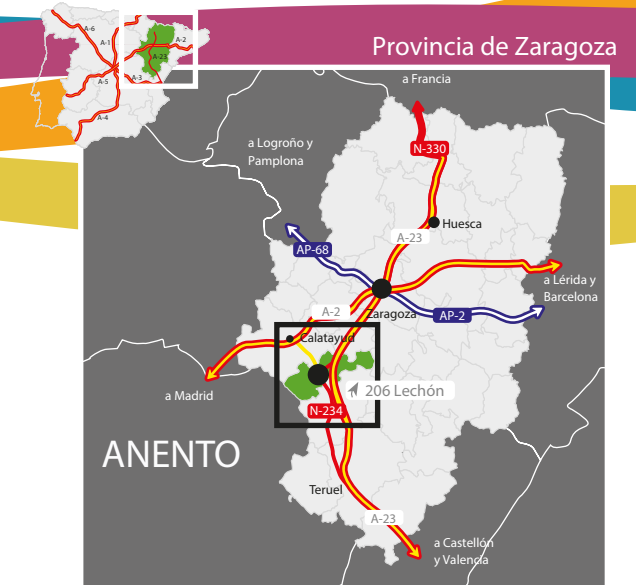 A-6
A-1
A-2
A-23
A-5
A-3
A-4
Provincia de Zaragoza
a Francia
N-330
a Logroño y
Pamplona
Huesca
A-23
AP-68
a Lérida y
Barcelona
A-2
Zaragoza
AP-2
Calatayud
a Madrid
206 Lechón
N-234
ANENTO
Teruel
A-23
a Castellón
y Valencia